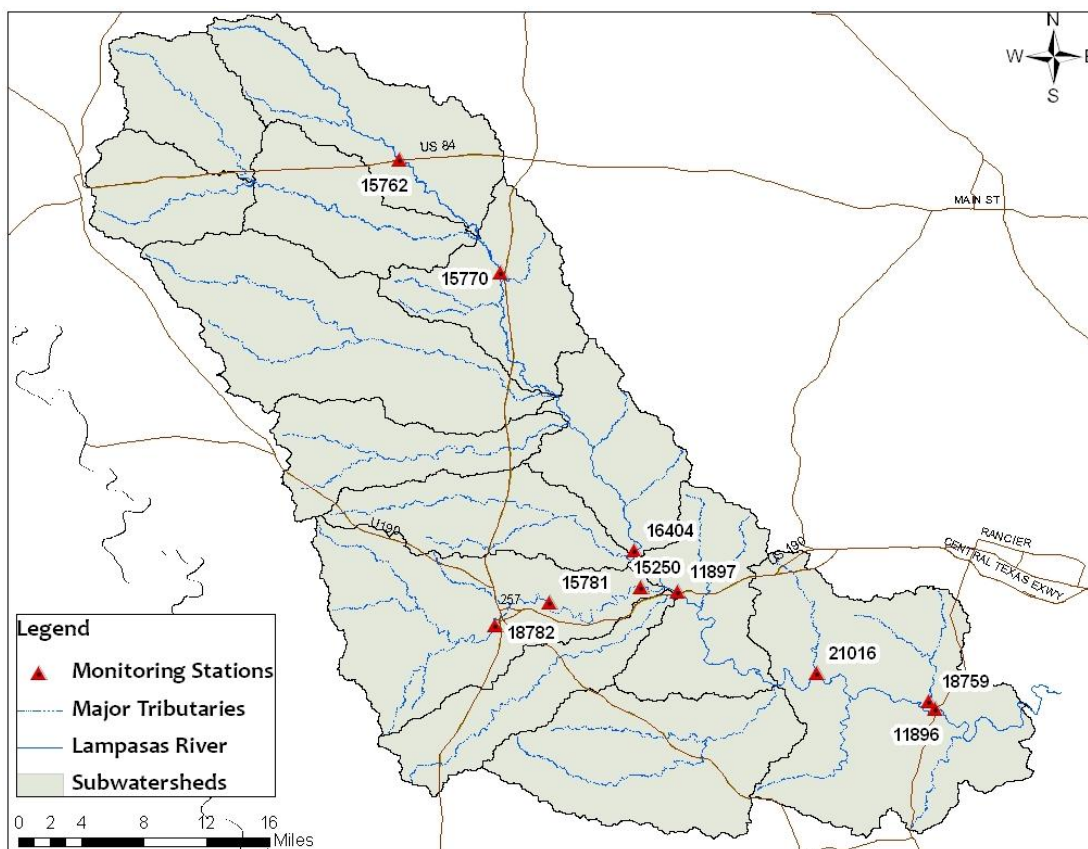 N
W E
S
US 84
15762
MAIN ST
15770
U190
16404
RANCIER
CENTRAL TEXAS EXWY
US 190
15250
11897
15781
257
18782
21016
18759
11896
Legend
Monitoring Stations
Major Tributaries
Lampasas River
Subwatersheds
0 2 4 8 12 16
Miles